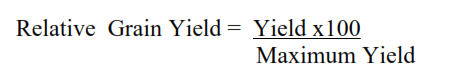 Relative Grain Yield = Yield x100
Maximum Yield